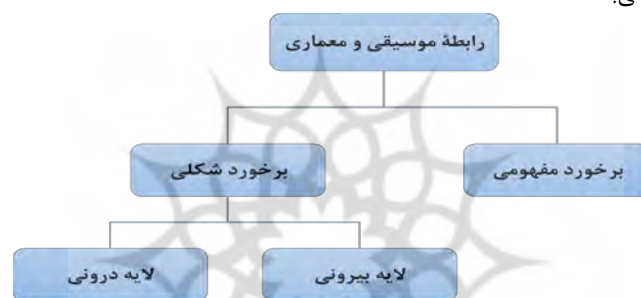 ی.
رابطهٔ موسیقی و معماری
برخورد مفهومی
برخورد شکلی
لایه بیرونی
لایه درونی